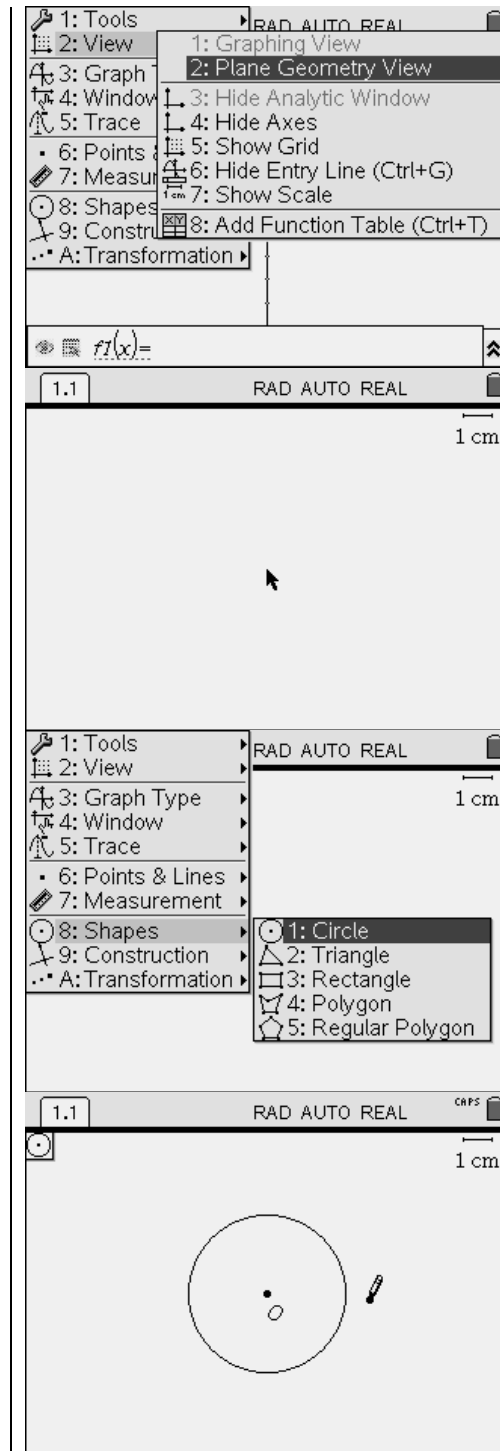 1: Tools
RAD AUTO REAL
2: View
1: Graphing View
2: Plane Geometry View
3: Graph T
3: Hide Analytic Window
4: Window
4: Hide Axes
5: Trace
5: Show Grid
6: Points &
6: Hide Entry Line (Ctrl+G)
7: Measur
1 cm 7: Show Scale
8: Shapes
8: Add Function Table (Ctrl+T)
9: Constru
A: Transformation
f1(x)=
1.1 RAD AUTO REAL
1 cm
1: Tools
RAD AUTO REAL
2: View
1 cm
3: Graph Type
4: Window
5: Trace
6: Points & Lines
7: Measurement
8: Shapes
1: Circle
9: Construction
2: Triangle
A: Transformation
3: Rectangle
4: Polygon
5: Regular Polygon
1.1 RAD AUTO REAL CAPS
1 cm
O